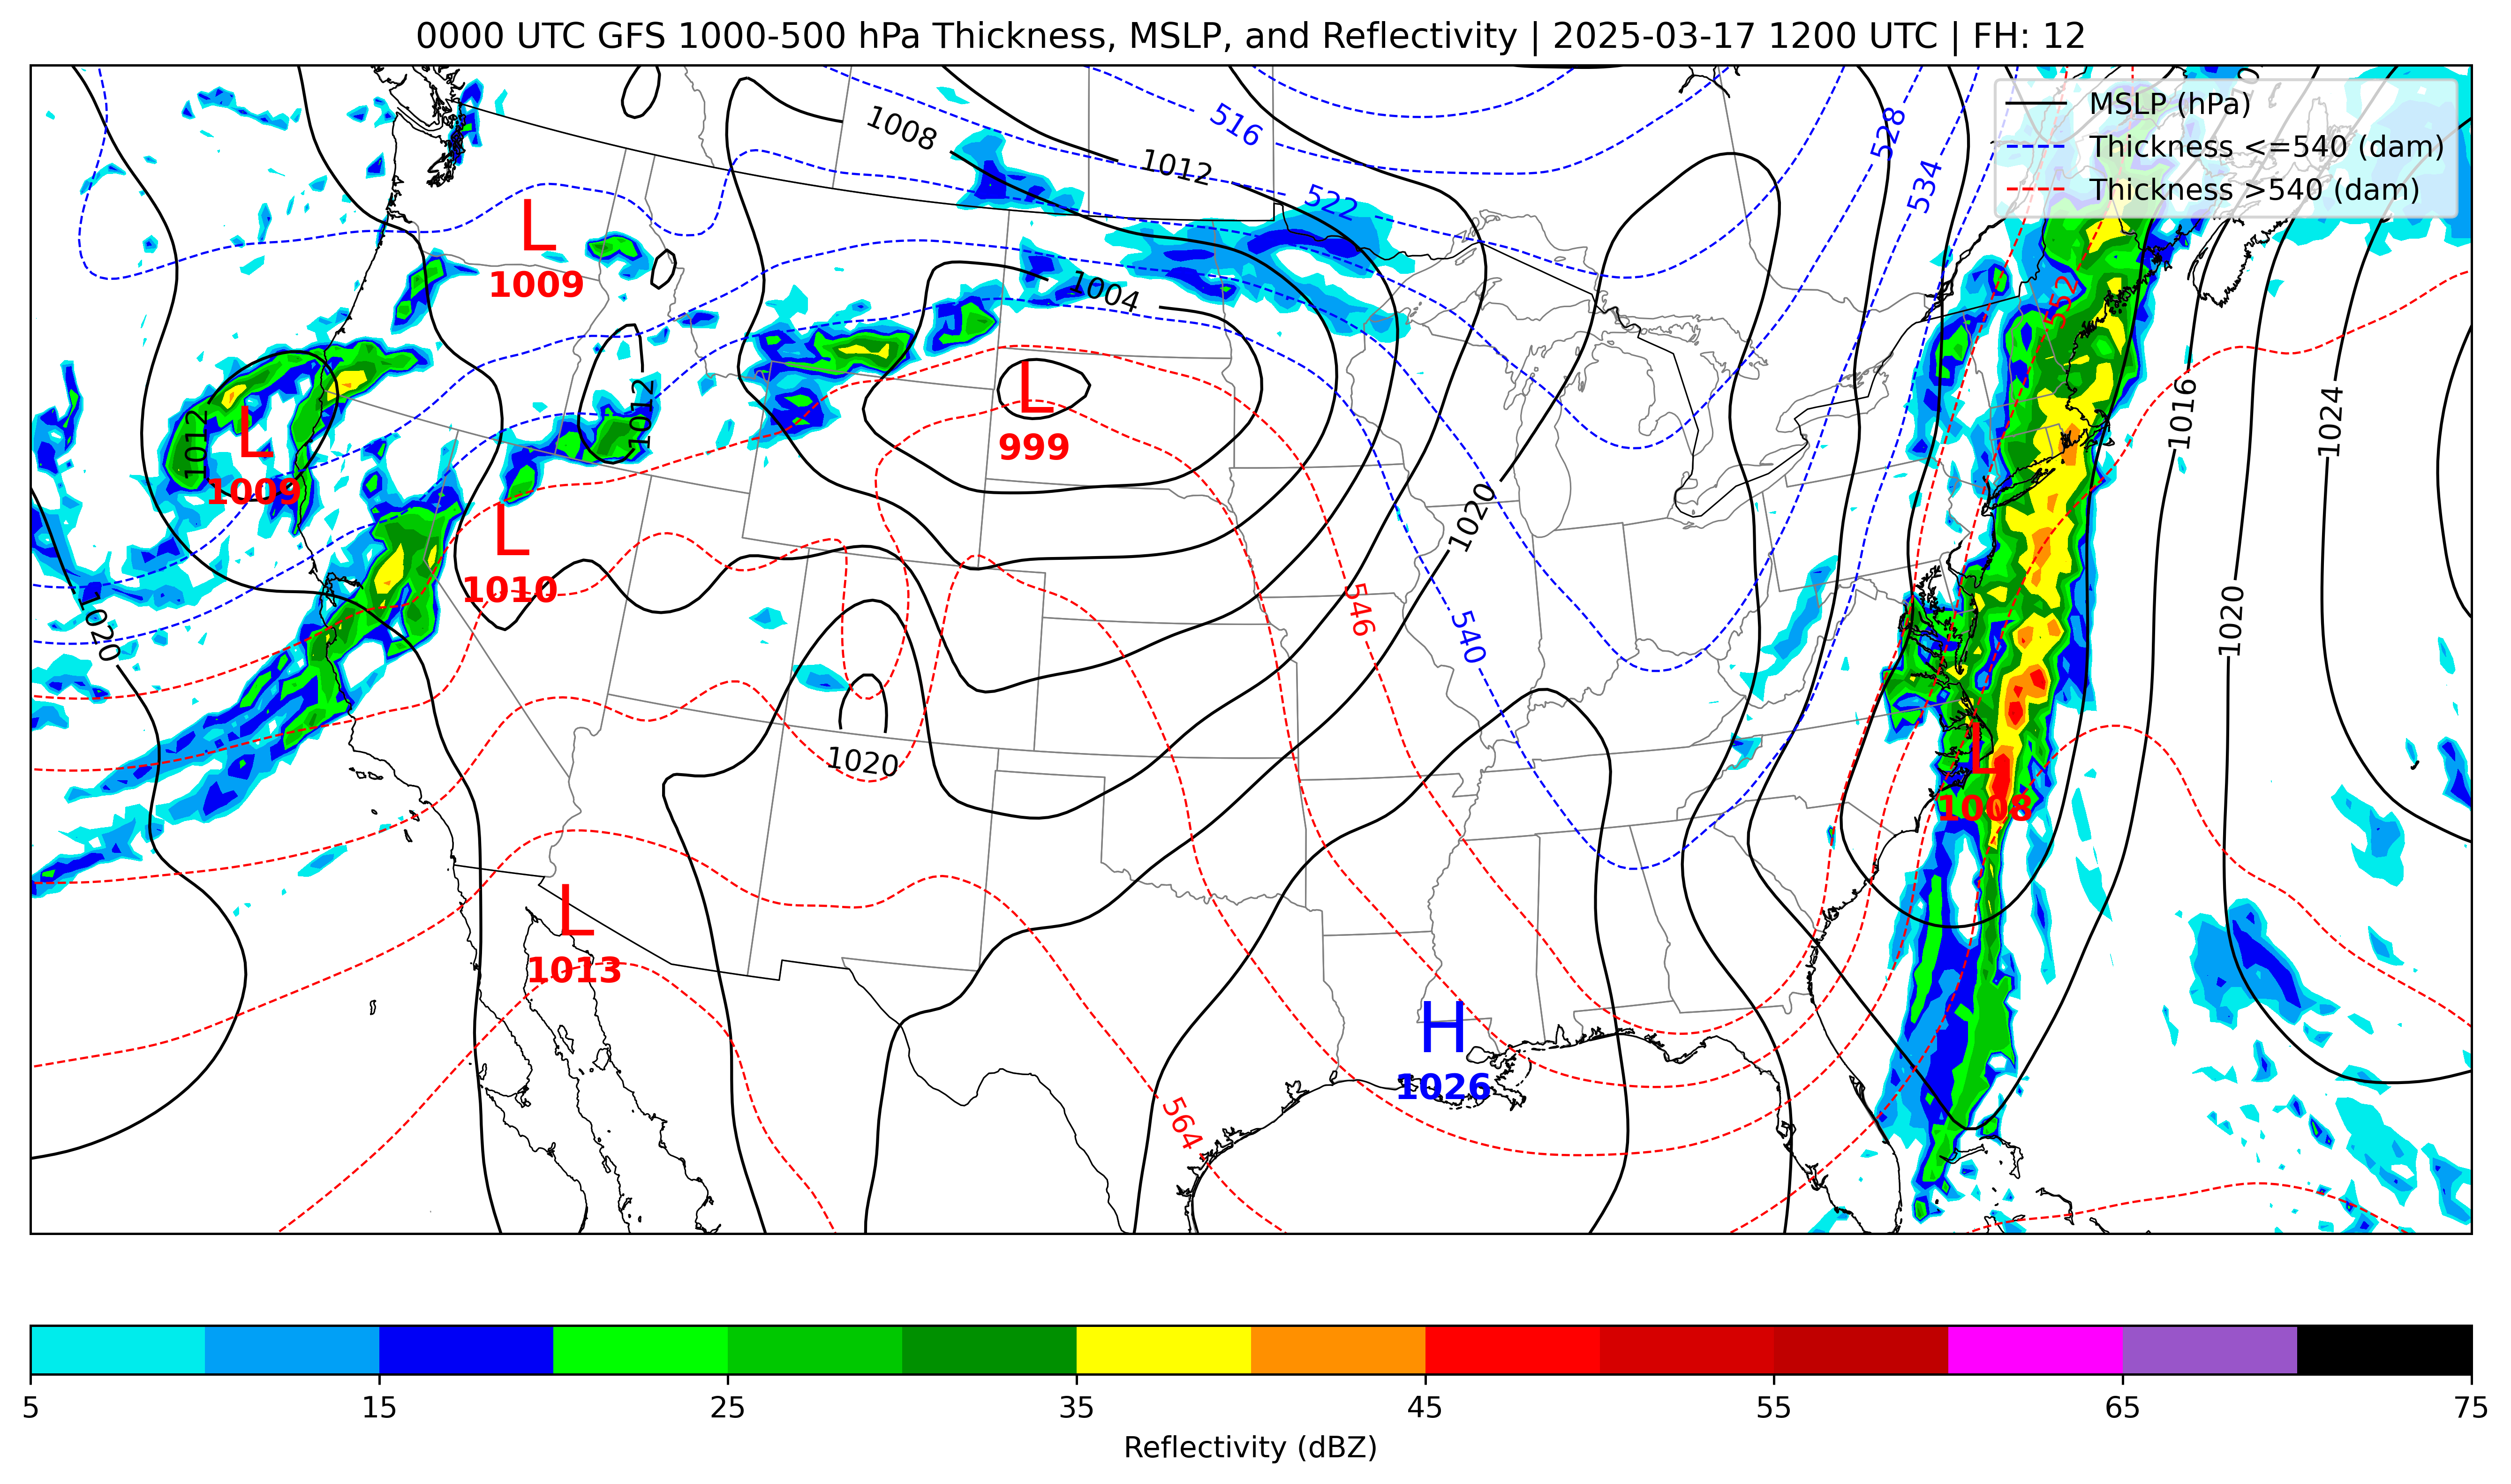 0000 UTC GFS 1000-500 hPa Thickness, MSLP, and Reflectivity | 2025-03-17 1200 UTC | FH: 12
MSLP (hPa)
Thickness <=540 (dam)
Thickness >540 (dam)
1008
516
1012
528
534
522
L
1009
1004
552
L
999
1012
1012
L
1009
1016
1024
1020
L
1010
546
540
1020
1020
1020
L
1008
L
1013
H
1026
564
5
15
25
35
45
55
65
75
Reflectivity (dBZ)